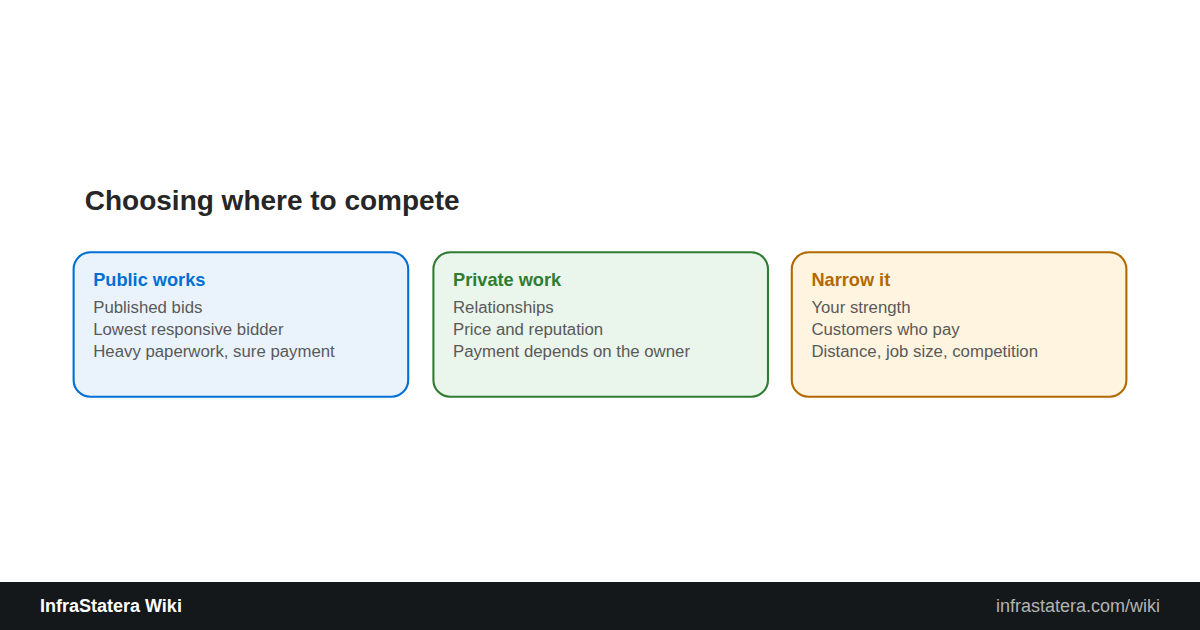 Choosing where to compete
Public works
Published bids
Lowest responsive bidder
Heavy paperwork, sure payment
Private work
Relationships
Price and reputation
Payment depends on the owner
Narrow it
Your strength
Customers who pay
Distance, job size, competition
InfraStatera Wiki
infrastatera.com/wiki